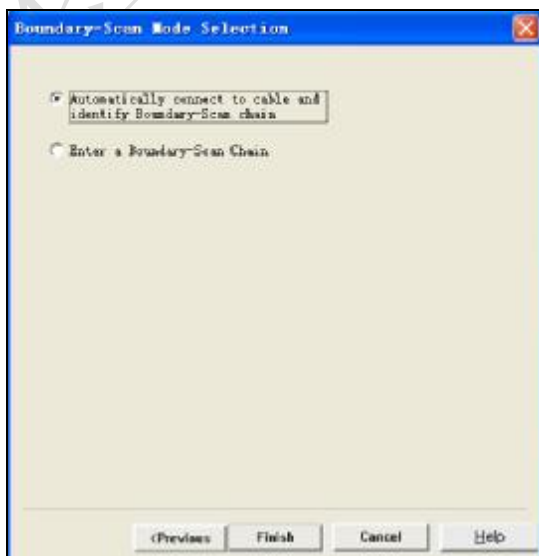 Boundary-Scan Mode Selection
Automatically connect to cable and
identify Boundary-Scan chain
Enter a Boundary-Scan Chain
<Previous Finish Cancel Help